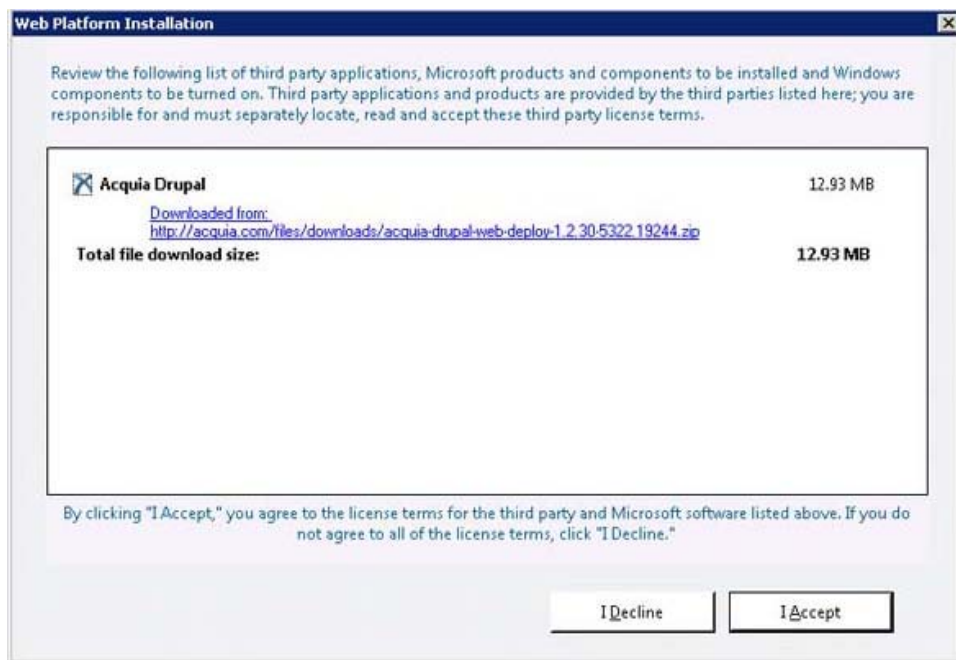 Web Platform Installation
Review the following list of third party applications, Microsoft products and components to be installed and Windows
components to be turned on. Third party applications and products are provided by the third parties listed here; you are
responsible for and must separately locate, read and accept these third party license terms.
Acquia Drupal 12.93 MB
Downloaded from:
http://acquia.com/files/downloads/acquia-drupal-web-deploy-1.2.30-5322.19244.zip
Total file download size: 12.93 MB
By clicking "I Accept," you agree to the license terms for the third party and Microsoft software listed above. If you do
not agree to all of the license terms, click "I Decline."
I Decline I Accept